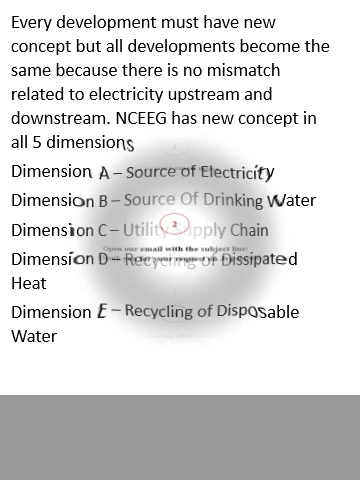 Every development must have new
concept but all developments become the
same because there is no mismatch
related to electricity upstream and
downstream. NCEEG has new concept in
all 5 dimensions
Dimension A – Source of Electricity
Dimension B – Source Of Drinking Water
Dimension C – Utility Supply Chain
2
Open our email with the subject line:
Dimension D – Recycling of Dissipated
Heat
Dimension E – Recycling of Disposable
Water